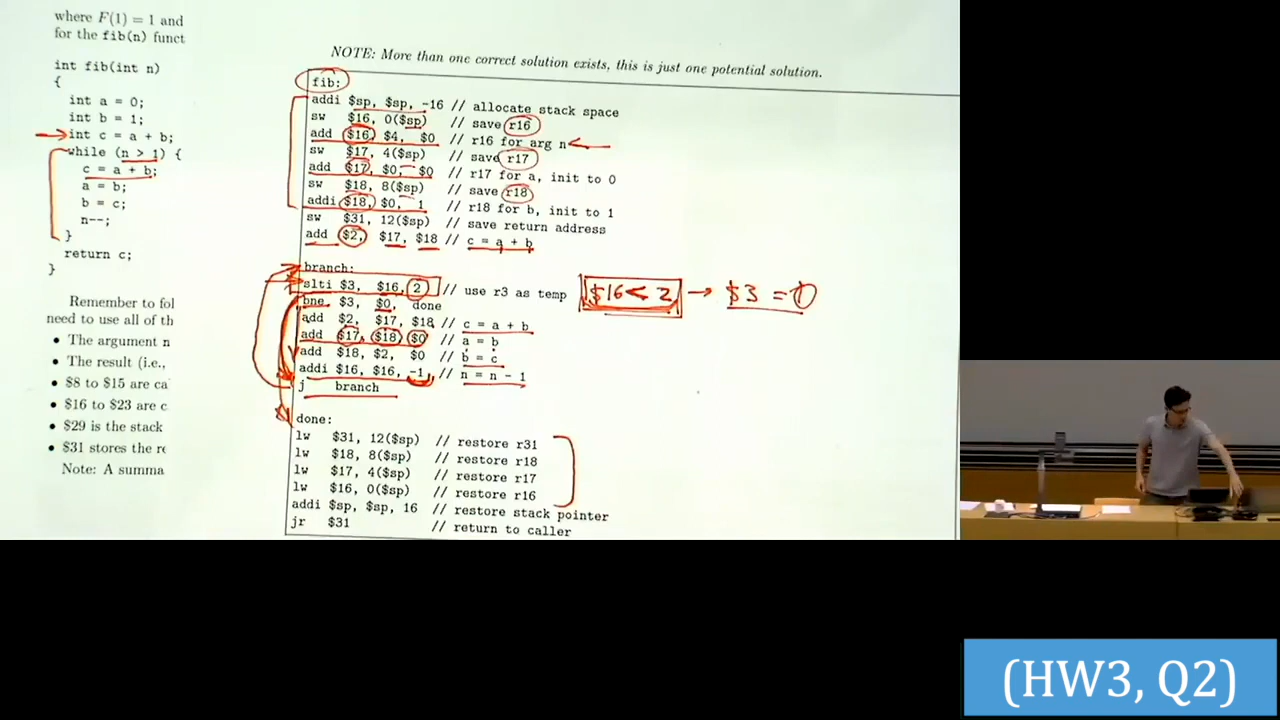 where F(1) = 1 and
for the fib(n) funct
int fib(int n)
{
int a = 0;
int b = 1;
int c = a + b;
while (n > 1) {
c = a + b;
a = b;
b = c;
n--;
}
return c;
}
Remember to fol
need to use all of th
• The argument n
• The result (i.e.,
• $8 to $15 are ca
• $16 to $23 are c
• $29 is the stack
• $31 stores the re
Note: A summa
NOTE: More than one correct solution exists, this is just one potential solution.
fib:
addi $sp, $sp, -16 // allocate stack space
sw $16, 0($sp) // save r16
add $16, $4, $0 // r16 for arg n
sw $17, 4($sp) // save r17
add $17, $0, $0 // r17 for a, init to 0
sw $18, 8($sp) // save r18
addi $18, $0, 1 // r18 for b, init to 1
sw $31, 12($sp) // save return address
add $2, $17, $18 // c = a + b
branch:
slti $3, $16, 2 // use r3 as temp
bne $3, $0, done
add $2, $17, $18 // c = a + b
add $17, $18, $0 // a = b
add $18, $2, $0 // b = c
addi $16, $16, -1 // n = n - 1
j branch
done:
lw $31, 12($sp) // restore r31
lw $18, 8($sp) // restore r18
lw $17, 4($sp) // restore r17
lw $16, 0($sp) // restore r16
addi $sp, $sp, 16 // restore stack pointer
jr $31 // return to caller
$16 < 2 → $3 =
(HW3, Q2)